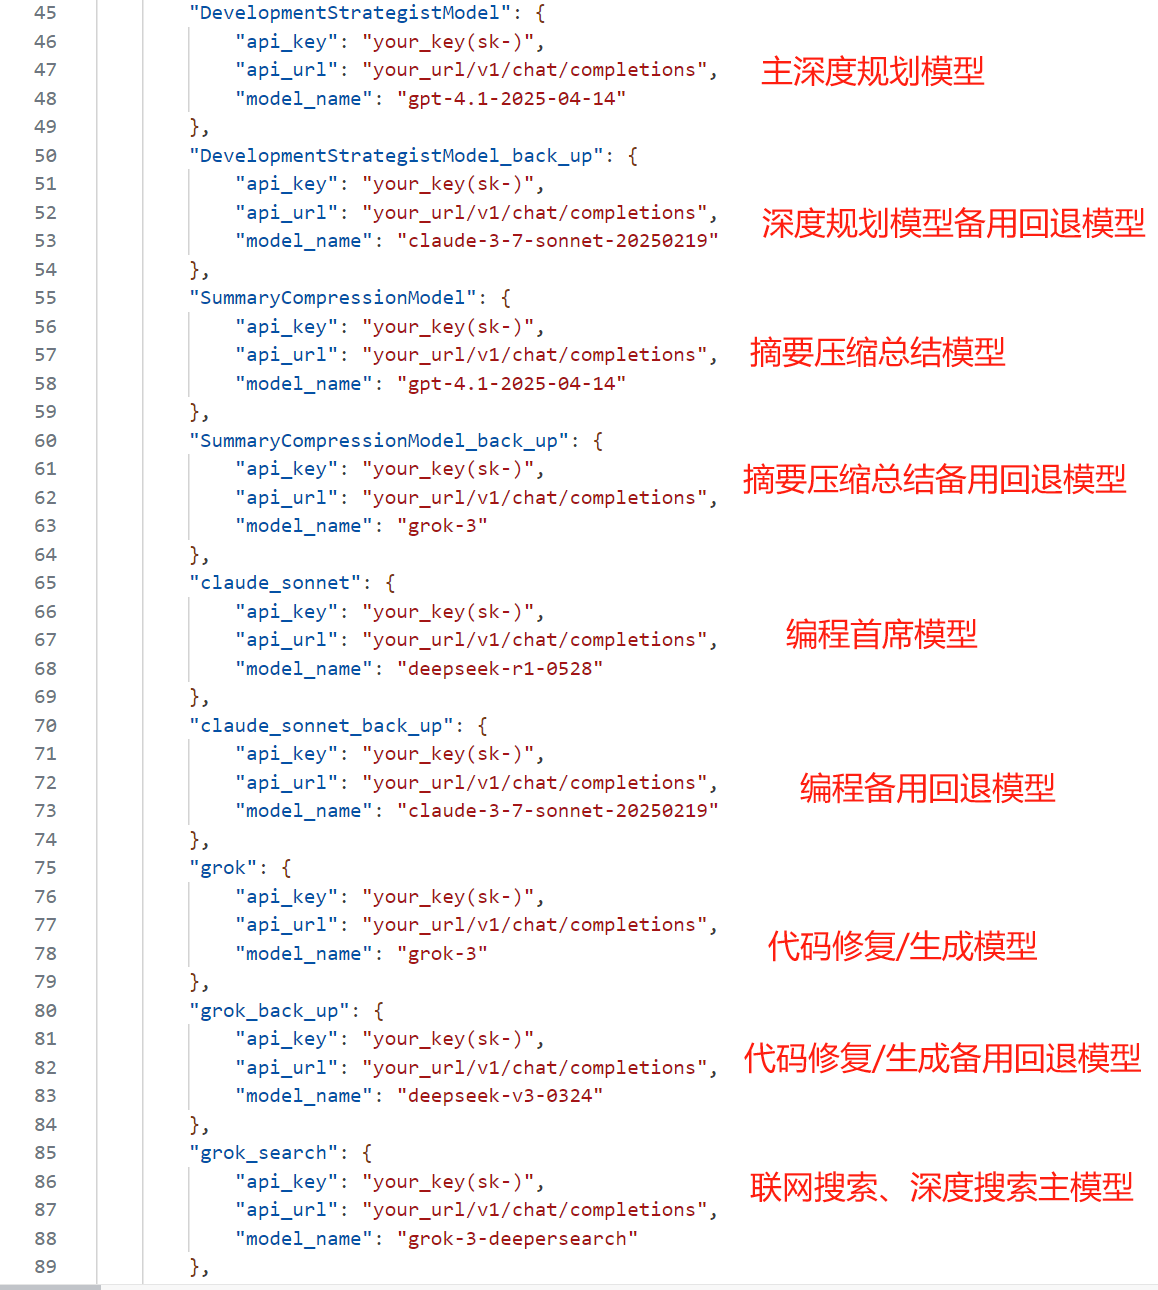 45 "DevelopmentStrategistModel": {
46 "api_key": "your_key(sk-)",
47 "api_url": "your_url/v1/chat/completions", 主深度规划模型
48 "model_name": "gpt-4.1-2025-04-14"
49 },
50 "DevelopmentStrategistModel_back_up": {
51 "api_key": "your_key(sk-)",
52 "api_url": "your_url/v1/chat/completions", 深度规划模型备用回退模型
53 "model_name": "claude-3-7-sonnet-20250219"
54 },
55 "SummaryCompressionModel": {
56 "api_key": "your_key(sk-)",
57 "api_url": "your_url/v1/chat/completions", 摘要压缩总结模型
58 "model_name": "gpt-4.1-2025-04-14"
59 },
60 "SummaryCompressionModel_back_up": {
61 "api_key": "your_key(sk-)", 摘要压缩总结备用回退模型
62 "api_url": "your_url/v1/chat/completions",
63 "model_name": "grok-3"
64 },
65 "claude_sonnet": {
66 "api_key": "your_key(sk-)",
67 "api_url": "your_url/v1/chat/completions", 编程首席模型
68 "model_name": "deepseek-r1-0528"
69 },
70 "claude_sonnet_back_up": {
71 "api_key": "your_key(sk-)",
72 "api_url": "your_url/v1/chat/completions", 编程备用回退模型
73 "model_name": "claude-3-7-sonnet-20250219"
74 },
75 "grok": {
76 "api_key": "your_key(sk-)",
77 "api_url": "your_url/v1/chat/completions",
78 "model_name": "grok-3" 代码修复/生成模型
79 },
80 "grok_back_up": {
81 "api_key": "your_key(sk-)",
82 "api_url": "your_url/v1/chat/completions", 代码修复/生成备用回退模型
83 "model_name": "deepseek-v3-0324"
84 },
85 "grok_search": {
86 "api_key": "your_key(sk-)", 联网搜索、深度搜索主模型
87 "api_url": "your_url/v1/chat/completions",
88 "model_name": "grok-3-deepersearch"
89 },